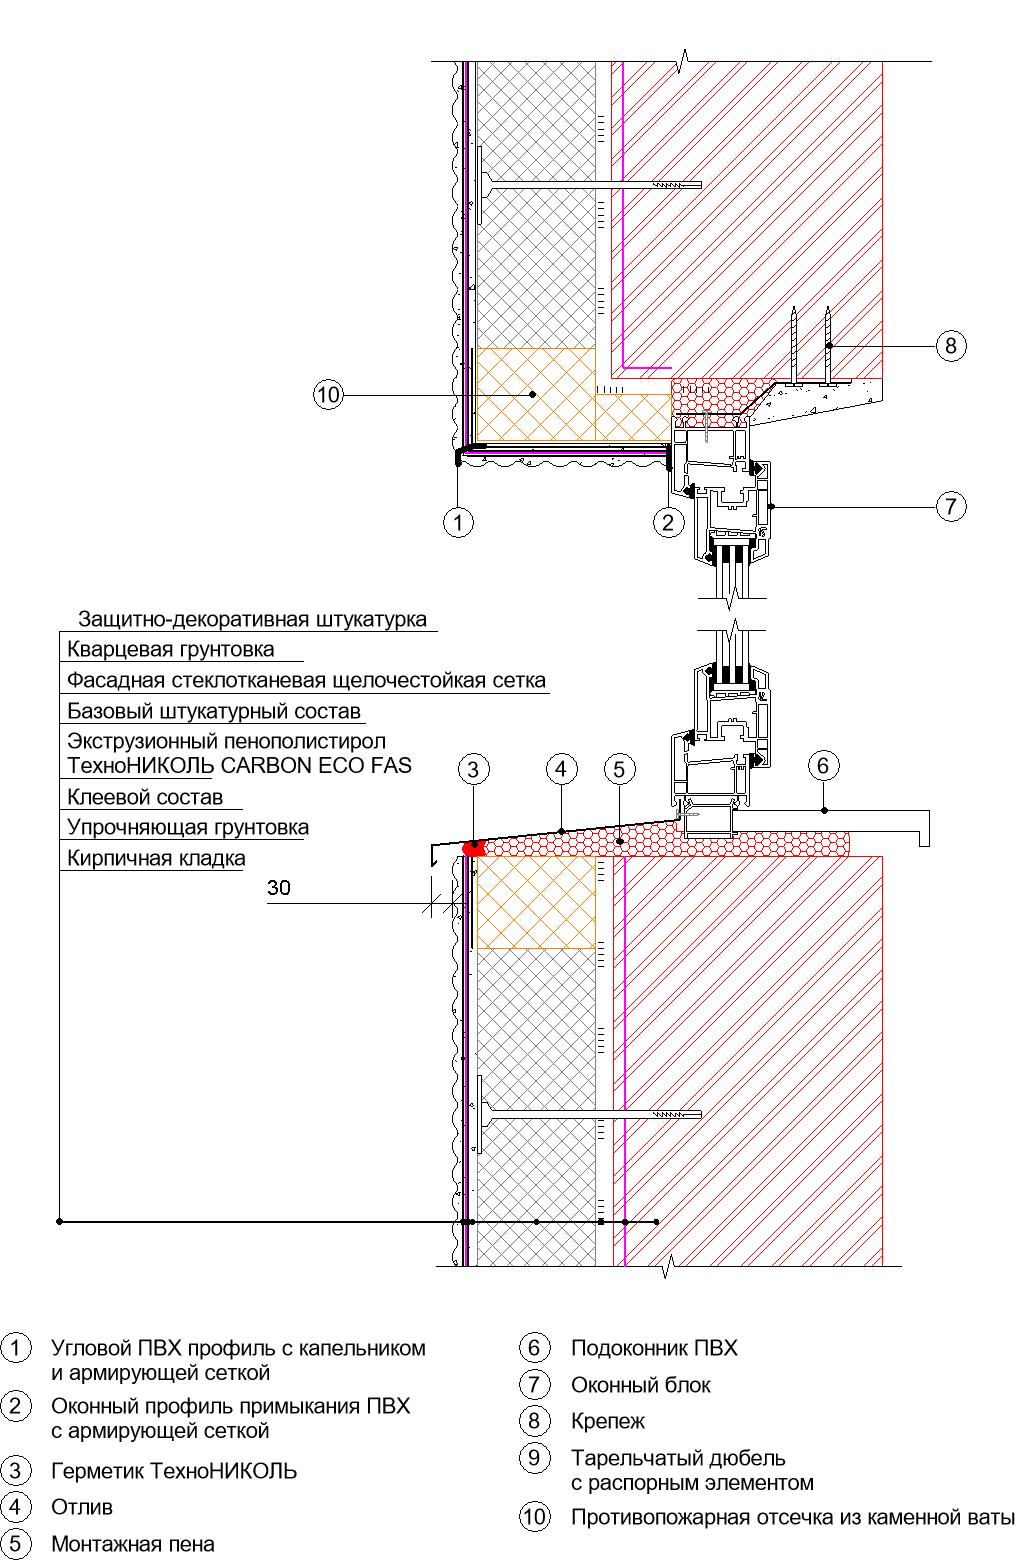 8
10
1
2
7
Защитно-декоративная штукатурка
Кварцевая грунтовка
Фасадная стеклотканевая щелочестойкая сетка
Базовый штукатурный состав
Экструзионный пенополистирол
ТехноНИКОЛЬ CARBON ECO FAS
Клеевой состав
Упрочняющая грунтовка
Кирпичная кладка
3
4
5
6
30
1 Угловой ПВХ профиль с капельником
и армирующей сеткой
2 Оконный профиль примыкания ПВХ
с армирующей сеткой
3 Герметик ТехноНИКОЛЬ
4 Отлив
5 Монтажная пена
6 Подоконник ПВХ
7 Оконный блок
8 Крепеж
9 Тарельчатый дюбель
с распорным элементом
10 Противопожарная отсечка из каменной ваты